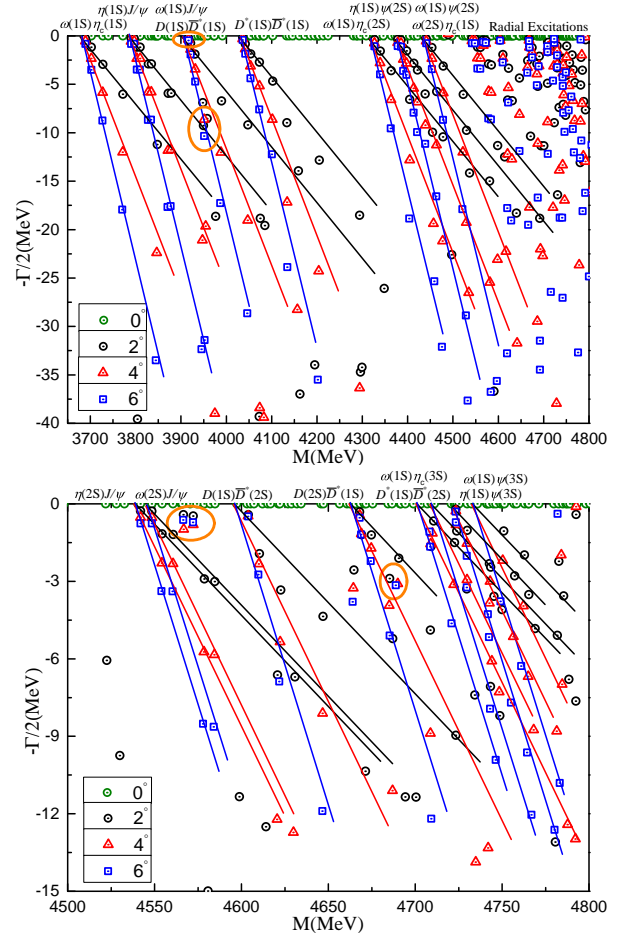 η(1S)J/ψ ω(1S)J/ψ η(1S)ψ(2S) ω(1S)ψ(2S)
ω(1S)η_c(1S) D(1S)D̅*(1S) D*(1S)D̅*(1S) ω(1S)η_c(2S) ω(2S)η_c(1S) Radial Excitations
0
-5
-10
-15
-20
-25
-30
-35
-40
-Γ/2(MeV)
0°
2°
4°
6°
3700 3800 3900 4000 4100 4200 4300 4400 4500 4600 4700 4800
M(MeV)
ω(1S)η_c(3S) ω(1S)ψ(3S)
η(2S)J/ψ ω(2S)J/ψ D(1S)D̅*(2S) D(2S)D̅*(1S) D*(1S)D̅*(2S) η(1S)ψ(3S)
0
-3
-6
-9
-12
-15
-Γ/2(MeV)
0°
2°
4°
6°
4500 4550 4600 4650 4700 4750 4800
M(MeV)